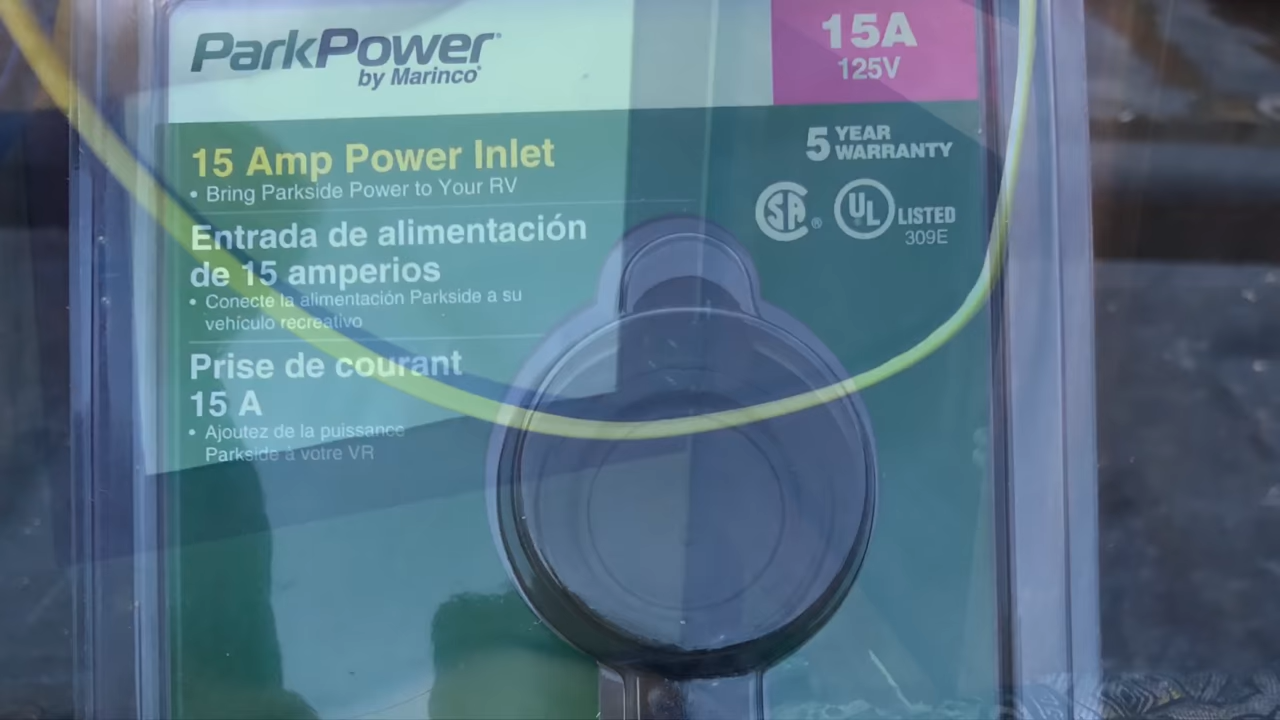 ParkPower®
by Marinco®
15A
125V
15 Amp Power Inlet
• Bring Parkside Power to Your RV
5 YEAR WARRANTY
SA®
UL LISTED
309E
Entrada de alimentación
de 15 amperios
• Conecte la alimentación Parkside a su
vehículo recreativo
Prise de courant
15 A
• Ajoutez de la puissance
Parkside à votre VR